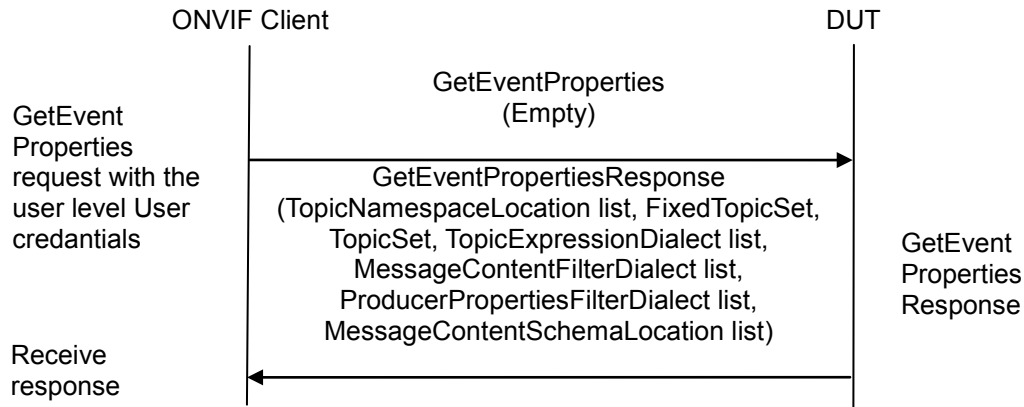 ONVIF Client
DUT
GetEventProperties
(Empty)
GetEvent
Properties
request with the
user level User
credantials
GetEventPropertiesResponse
(TopicNamespaceLocation list, FixedTopicSet,
TopicSet, TopicExpressionDialect list,
MessageContentFilterDialect list,
ProducerPropertiesFilterDialect list,
MessageContentSchemaLocation list)
GetEvent
Properties
Response
Receive
response